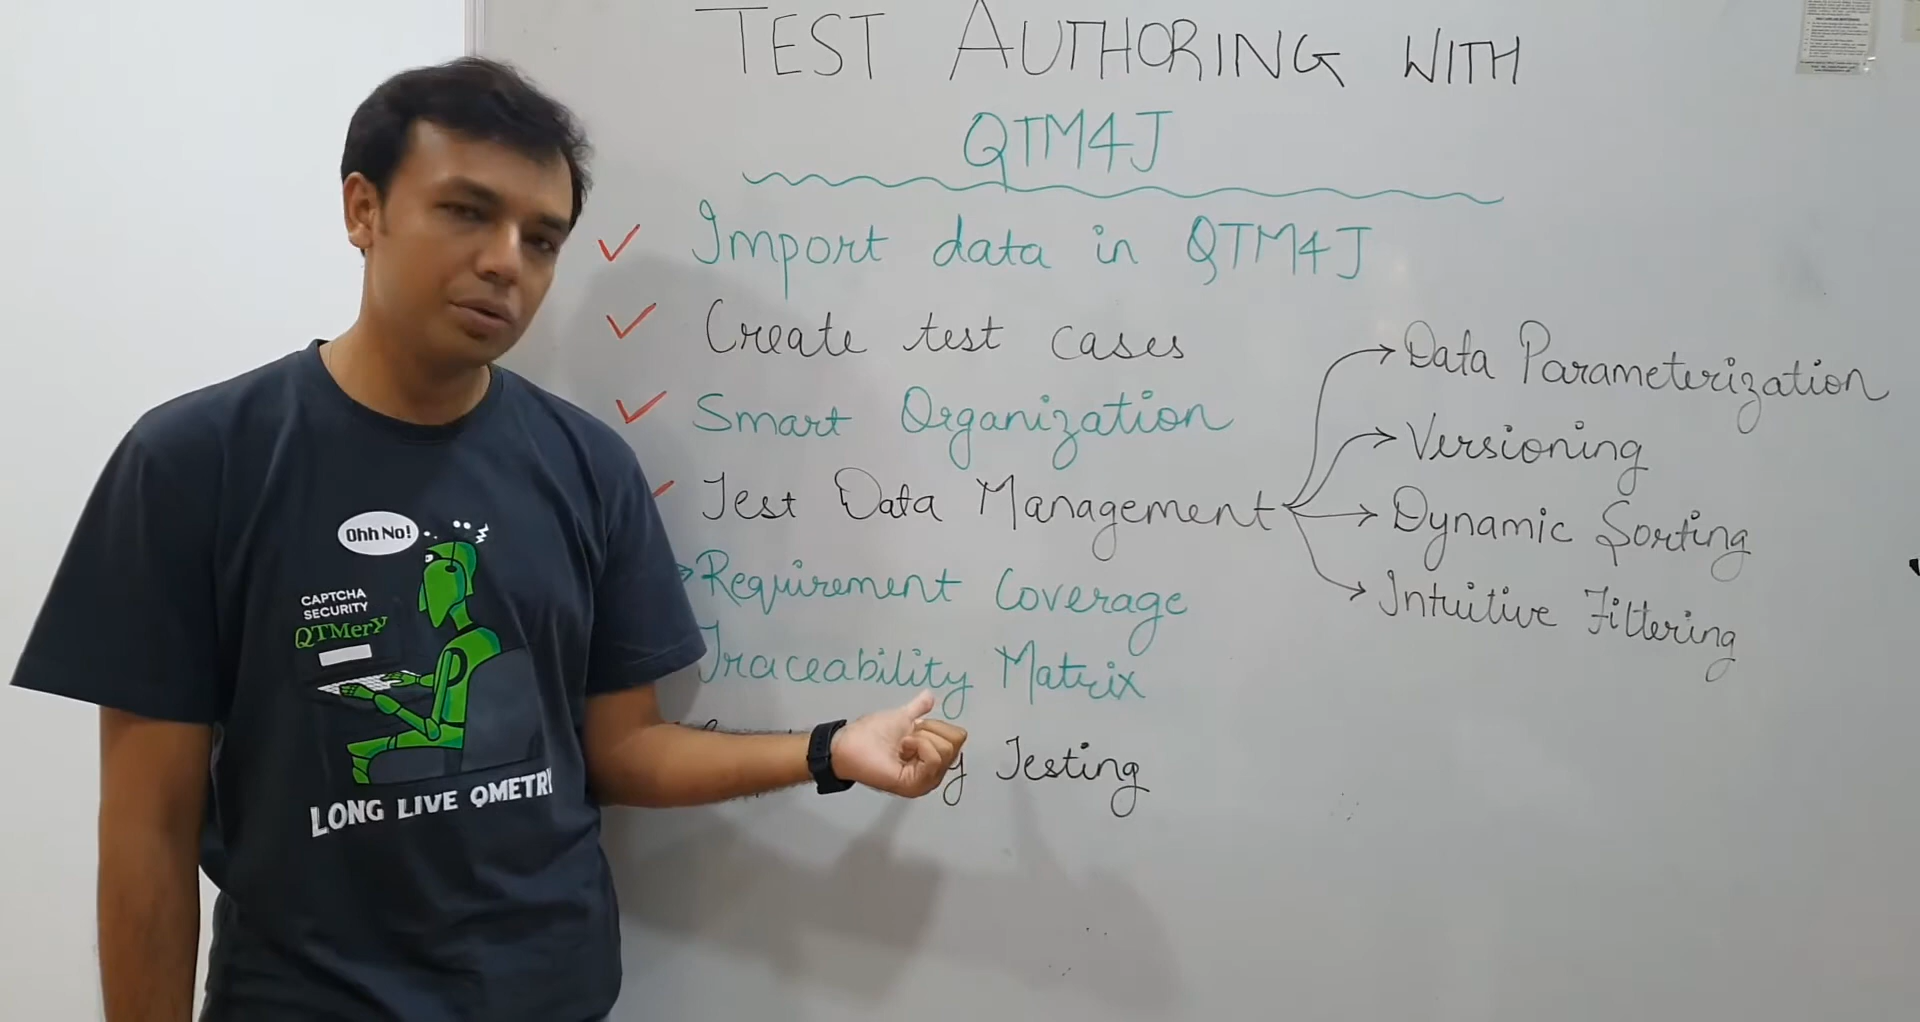 TEST AUTHORING WITH
QTM4J
Import data in QTM4J
Create test cases
Smart Organization
Test Data Management
Data Parameterization
Versioning
Dynamic Sorting
Intuitive Filtering
Requirement Coverage
Traceability Matrix
Testing
Ohh No!
CAPTCHA
SECURITY
QTMerY
LONG LIVE QMETR